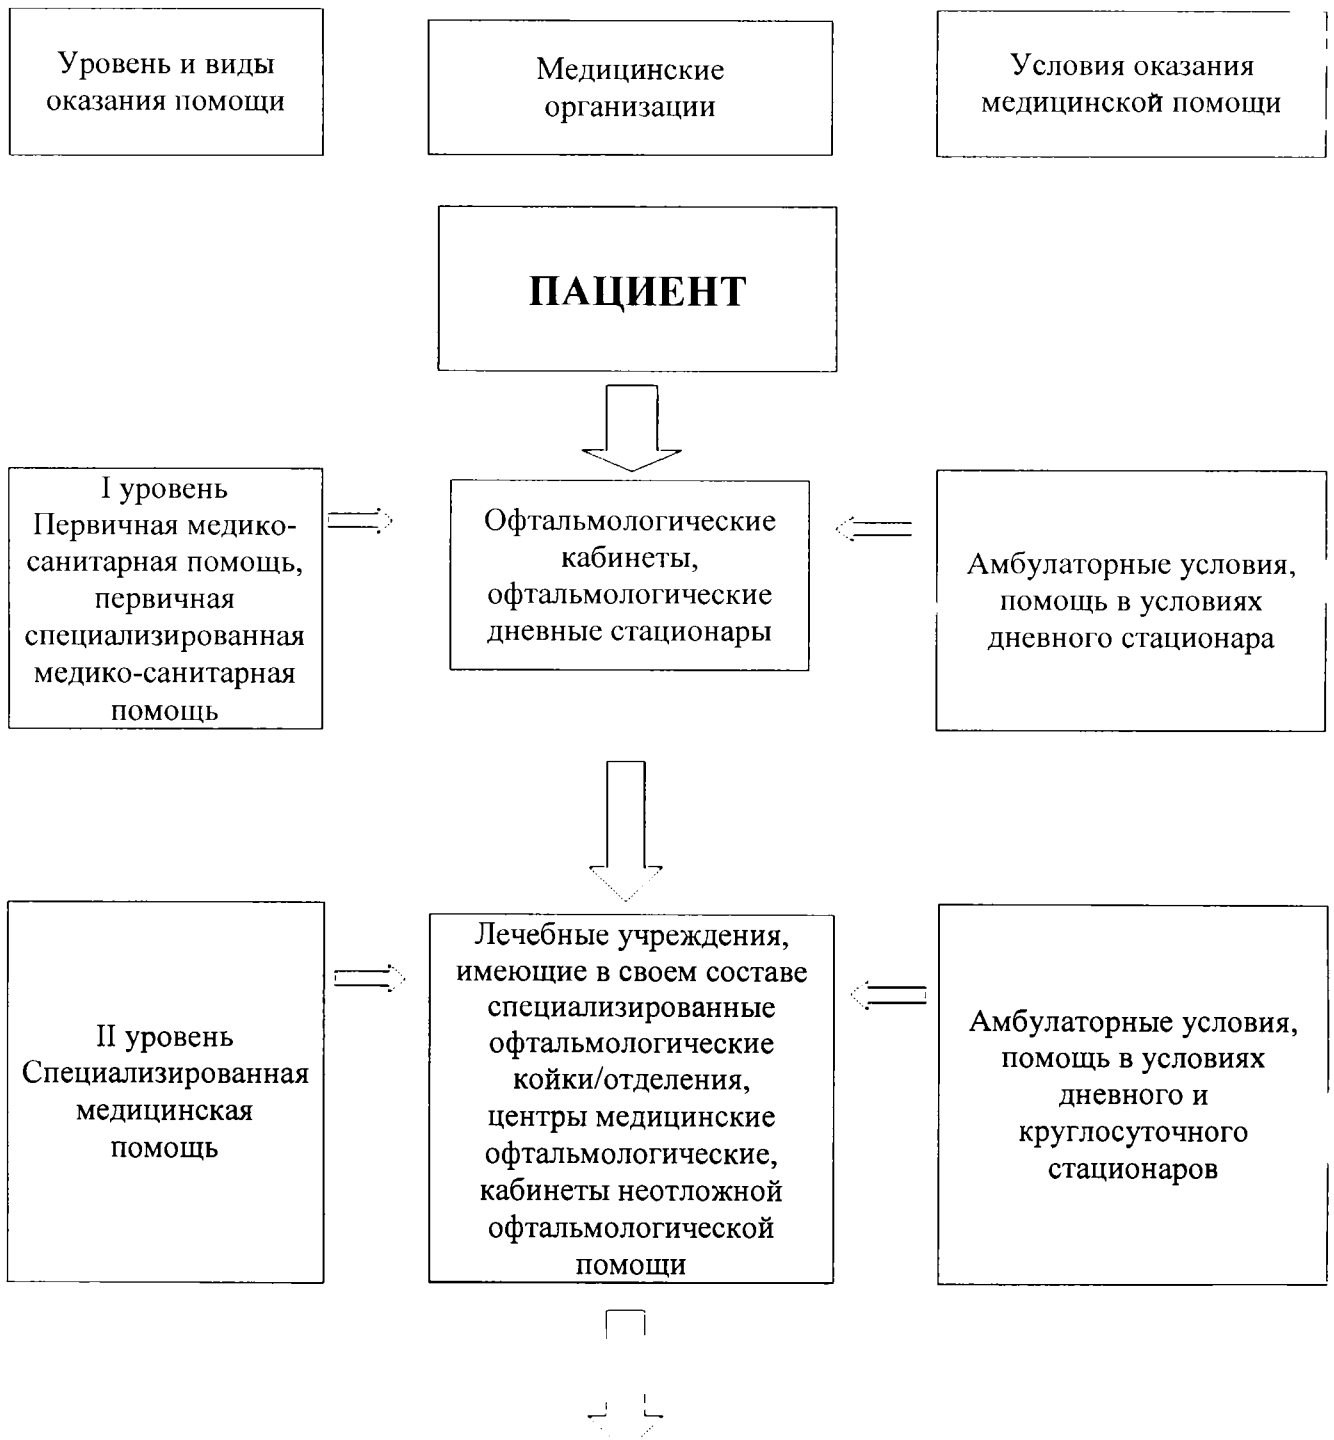 Уровень и виды
оказания помощи
Медицинские
организации
Условия оказания
медицинской помощи
ПАЦИЕНТ
I уровень
Первичная медико-
санитарная помощь,
первичная
специализированная
медико-санитарная
помощь
Офтальмологические
кабинеты,
офтальмологические
дневные стационары
Амбулаторные условия,
помощь в условиях
дневного стационара
II уровень
Специализированная
медицинская
помощь
Лечебные учреждения,
имеющие в своем составе
специализированные
офтальмологические
койки/отделения,
центры медицинские
офтальмологические,
кабинеты неотложной
офтальмологической
помощи
Амбулаторные условия,
помощь в условиях
дневного и
круглосуточного
стационаров